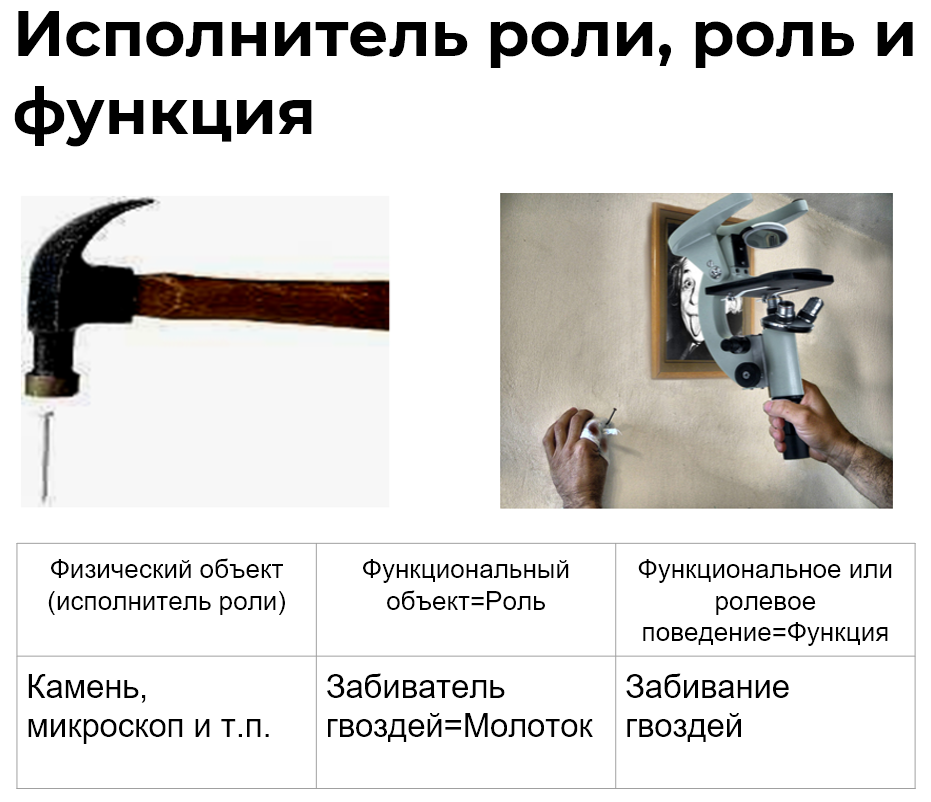 Исполнитель роли, роль и
функция
Физический объект
(исполнитель роли)
Функциональный
объект=Роль
Функциональное или
ролевое
поведение=Функция
Камень,
микроскоп и т.п.
Забиватель
гвоздей=Молоток
Забивание
гвоздей